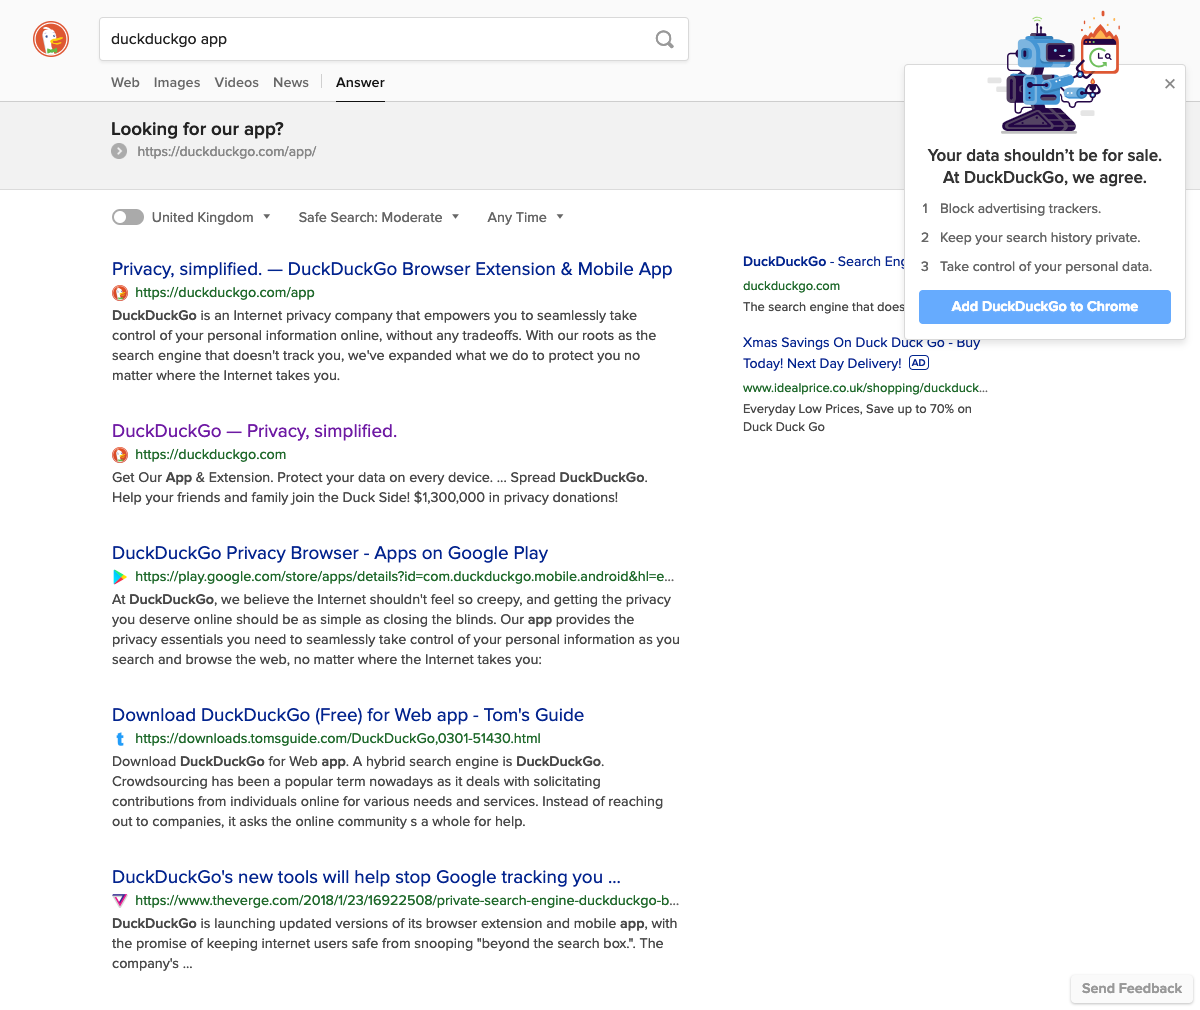 duckduckgo app
Web Images Videos News Answer
Looking for our app?
https://duckduckgo.com/app/
United Kingdom Safe Search: Moderate Any Time
Privacy, simplified. — DuckDuckGo Browser Extension & Mobile App
https://duckduckgo.com/app
DuckDuckGo is an Internet privacy company that empowers you to seamlessly take
control of your personal information online, without any tradeoffs. With our roots as the
search engine that doesn't track you, we've expanded what we do to protect you no
matter where the Internet takes you.
DuckDuckGo — Privacy, simplified.
https://duckduckgo.com
Get Our App & Extension. Protect your data on every device. ... Spread DuckDuckGo.
Help your friends and family join the Duck Side! $1,300,000 in privacy donations!
DuckDuckGo Privacy Browser - Apps on Google Play
https://play.google.com/store/apps/details?id=com.duckduckgo.mobile.android&hl=e...
At DuckDuckGo, we believe the Internet shouldn't feel so creepy, and getting the privacy
you deserve online should be as simple as closing the blinds. Our app provides the
privacy essentials you need to seamlessly take control of your personal information as you
search and browse the web, no matter where the Internet takes you:
Download DuckDuckGo (Free) for Web app - Tom's Guide
https://downloads.tomsguide.com/DuckDuckGo,0301-51430.html
Download DuckDuckGo for Web app. A hybrid search engine is DuckDuckGo.
Crowdsourcing has been a popular term nowadays as it deals with solicitating
contributions from individuals online for various needs and services. Instead of reaching
out to companies, it asks the online community s a whole for help.
DuckDuckGo's new tools will help stop Google tracking you ...
https://www.theverge.com/2018/1/23/16922508/private-search-engine-duckduckgo-b...
DuckDuckGo is launching updated versions of its browser extension and mobile app, with
the promise of keeping internet users safe from snooping "beyond the search box.". The
company's ...
Your data shouldn't be for sale.
At DuckDuckGo, we agree.
1 Block advertising trackers.
2 Keep your search history private.
3 Take control of your personal data.
Add DuckDuckGo to Chrome
DuckDuckGo - Search Eng
duckduckgo.com
The search engine that does
Xmas Savings On Duck Duck Go - Buy
Today! Next Day Delivery! AD
www.idealprice.co.uk/shopping/duckduck...
Everyday Low Prices, Save up to 70% on
Duck Duck Go
Send Feedback